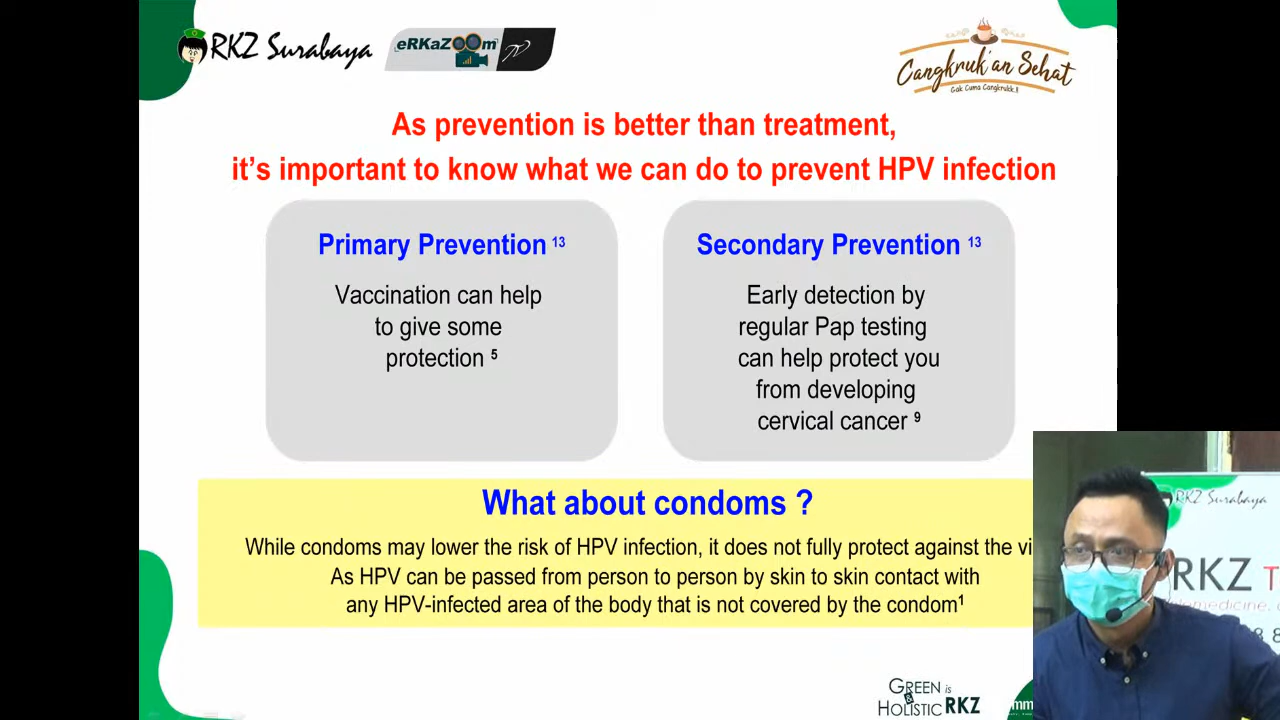 RKZ Surabaya
eRKaZOOm TV
Cangkruk'an Sehat
Gak Cuma Cangkrukk..!!
As prevention is better than treatment,
it's important to know what we can do to prevent HPV infection
Primary Prevention 13
Vaccination can help
to give some
protection 5
Secondary Prevention 13
Early detection by
regular Pap testing
can help protect you
from developing
cervical cancer 9
What about condoms ?
While condoms may lower the risk of HPV infection, it does not fully protect against the vi
As HPV can be passed from person to person by skin to skin contact with
any HPV-infected area of the body that is not covered by the condom1
RKZ Surabaya
RKZ T
GREEN is
HOLISTIC RKZ